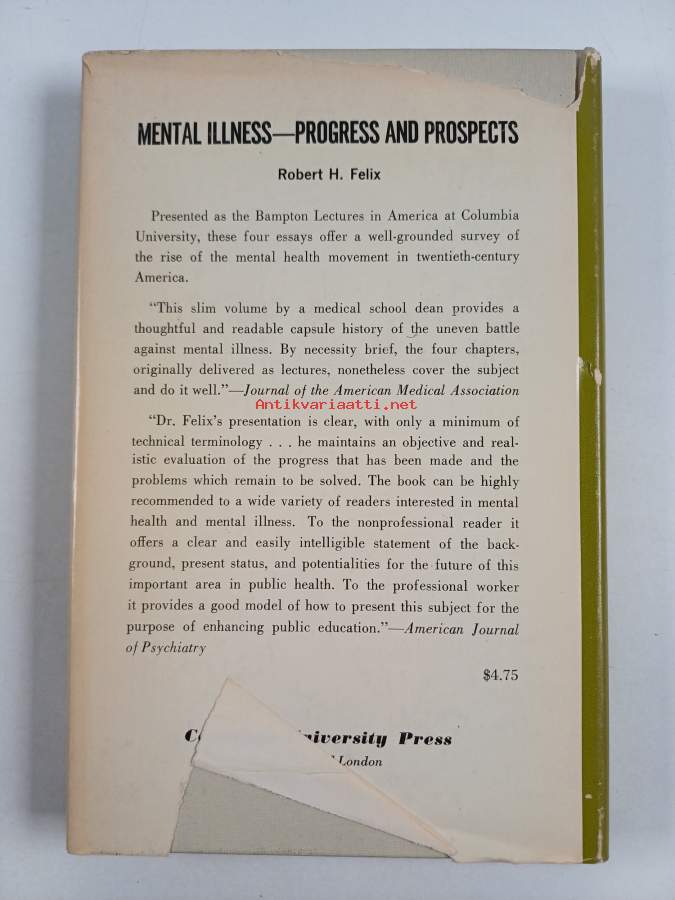 MENTAL ILLNESS—PROGRESS AND PROSPECTS
Robert H. Felix
Presented as the Bampton Lectures in America at Columbia
University, these four essays offer a well-grounded survey of
the rise of the mental health movement in twentieth-century
America.
“This slim volume by a medical school dean provides a
thoughtful and readable capsule history of the uneven battle
against mental illness. By necessity brief, the four chapters,
originally delivered as lectures, nonetheless cover the subject
and do it well.”—Journal of the American Medical Association
Antikvariaatti.net
“Dr. Felix’s presentation is clear, with only a minimum of
technical terminology . . . he maintains an objective and real-
istic evaluation of the progress that has been made and the
problems which remain to be solved. The book can be highly
recommended to a wide variety of readers interested in mental
health and mental illness. To the nonprofessional reader it
offers a clear and easily intelligible statement of the back-
ground, present status, and potentialities for the future of this
important area in public health. To the professional worker
it provides a good model of how to present this subject for the
purpose of enhancing public education.”—American Journal
of Psychiatry
$4.75
Press
London